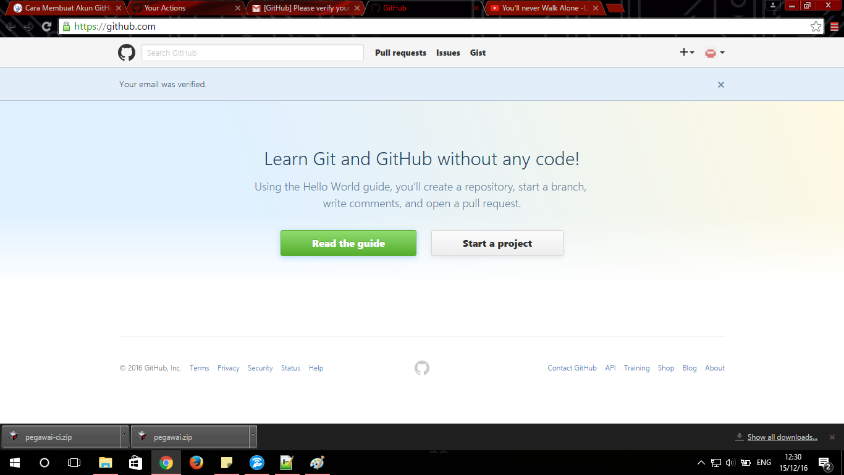 Cara Membuat Akun GitH
Your Actions
[GitHub] Please verify your
GitHub
You'll never Walk Alone - L
https://github.com
Search GitHub
Pull requests Issues Gist
Your email was verified.
Learn Git and GitHub without any code!
Using the Hello World guide, you'll create a repository, start a branch,
write comments, and open a pull request.
Read the guide
Start a project
© 2016 GitHub, Inc. Terms Privacy Security Status Help
Contact GitHub API Training Shop Blog About
pegawai-ci.zip
pegawai.zip
Show all downloads...
ENG
12:30
15/12/16
2